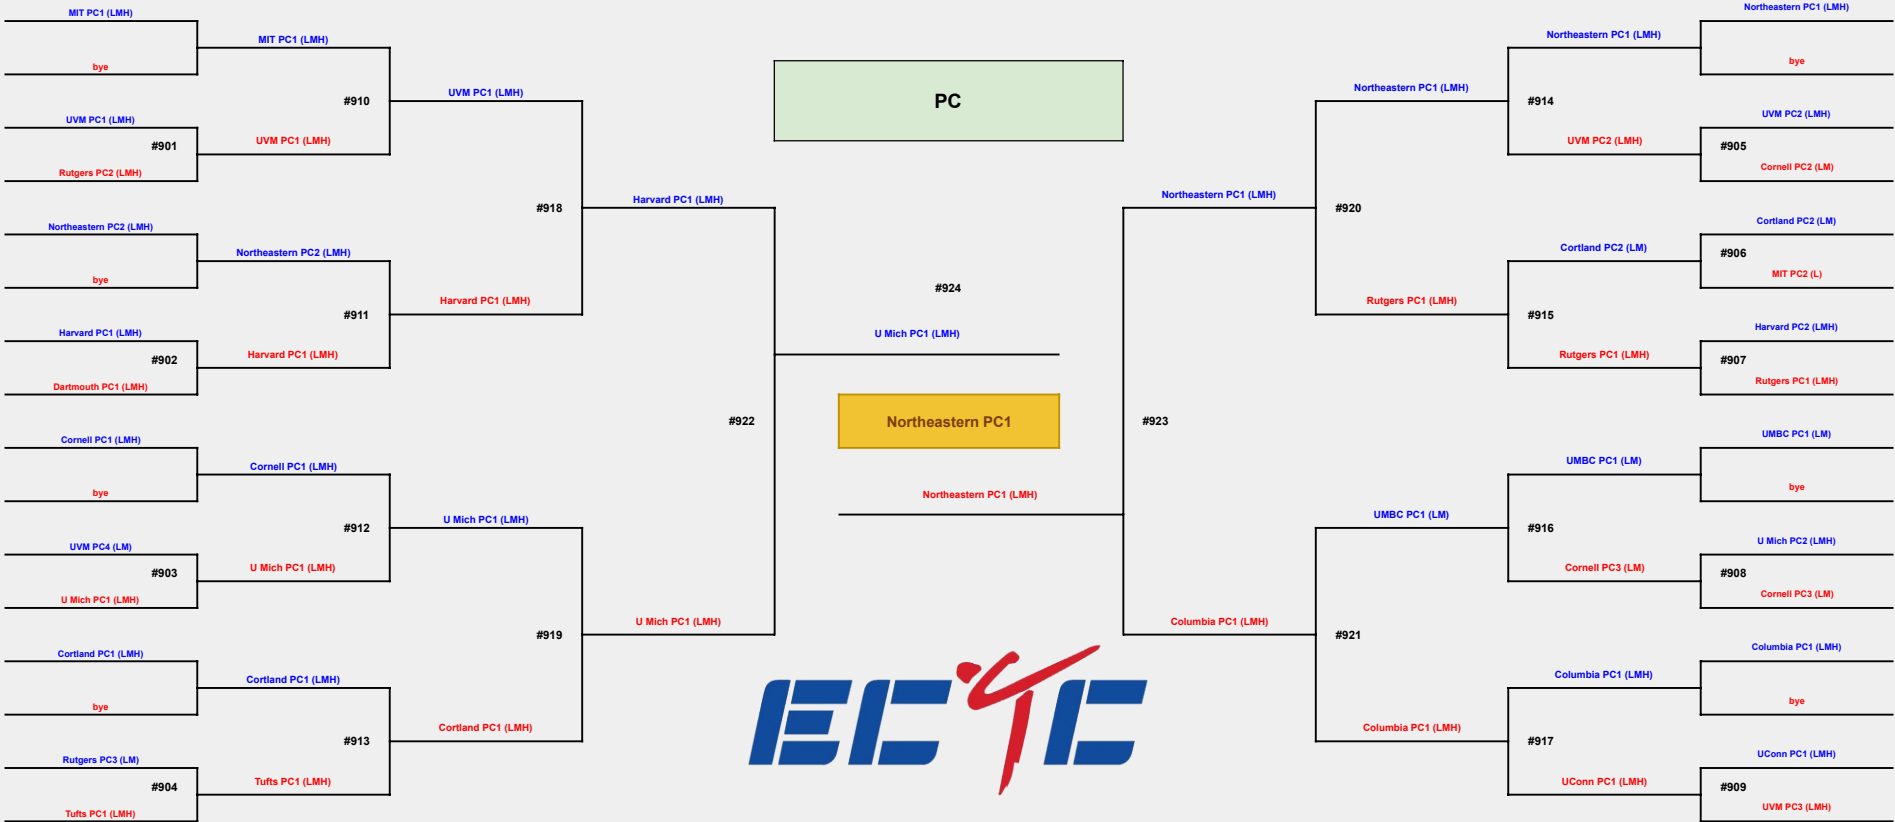 MIT PC1 (LMH)
bye
UVM PC1 (LMH)
#901
Rutgers PC2 (LMH)
Northeastern PC2 (LMH)
bye
Harvard PC1 (LMH)
#902
Dartmouth PC1 (LMH)
Cornell PC1 (LMH)
bye
UVM PC4 (LM)
#903
U Mich PC1 (LMH)
Cortland PC1 (LMH)
bye
Rutgers PC3 (LM)
#904
Tufts PC1 (LMH)
MIT PC1 (LMH)
#910
UVM PC1 (LMH)
Northeastern PC2 (LMH)
#911
Harvard PC1 (LMH)
Cornell PC1 (LMH)
#912
U Mich PC1 (LMH)
Cortland PC1 (LMH)
#913
Tufts PC1 (LMH)
UVM PC1 (LMH)
#918
Harvard PC1 (LMH)
U Mich PC1 (LMH)
#919
Cortland PC1 (LMH)
Harvard PC1 (LMH)
#922
U Mich PC1 (LMH)
PC
#924
U Mich PC1 (LMH)
Northeastern PC1
Northeastern PC1 (LMH)
ECTC
Northeastern PC1 (LMH)
#923
Columbia PC1 (LMH)
Northeastern PC1 (LMH)
#920
Rutgers PC1 (LMH)
UMBC PC1 (LM)
#921
Columbia PC1 (LMH)
Northeastern PC1 (LMH)
#914
UVM PC2 (LMH)
Cortland PC2 (LM)
#915
Rutgers PC1 (LMH)
UMBC PC1 (LM)
#916
Cornell PC3 (LM)
Columbia PC1 (LMH)
#917
UConn PC1 (LMH)
Northeastern PC1 (LMH)
bye
UVM PC2 (LMH)
#905
Cornell PC2 (LM)
Cortland PC2 (LM)
#906
MIT PC2 (L)
Harvard PC2 (LMH)
#907
Rutgers PC1 (LMH)
UMBC PC1 (LM)
bye
U Mich PC2 (LMH)
#908
Cornell PC3 (LM)
Columbia PC1 (LMH)
bye
UConn PC1 (LMH)
#909
UVM PC3 (LMH)